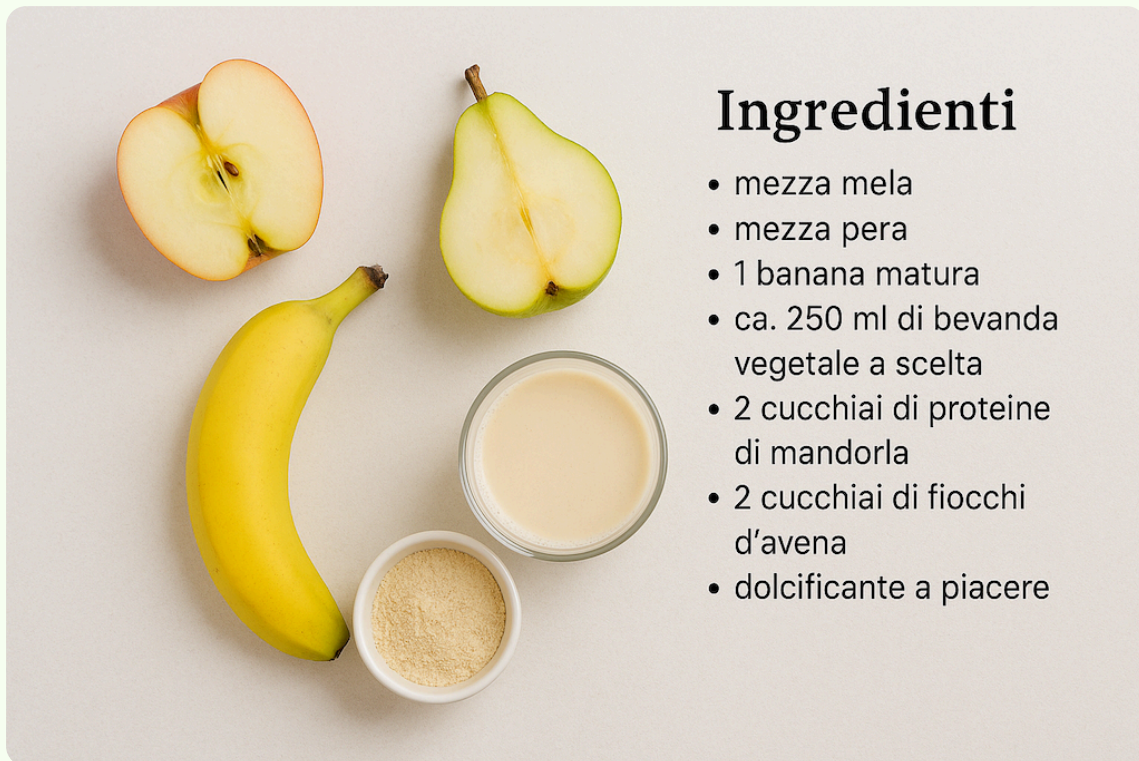 Ingredienti
• mezza mela
• mezza pera
• 1 banana matura
• ca. 250 ml di bevanda
vegetale a scelta
• 2 cucchiai di proteine
di mandorla
• 2 cucchiai di fiocchi
d’avena
• dolcificante a piacere